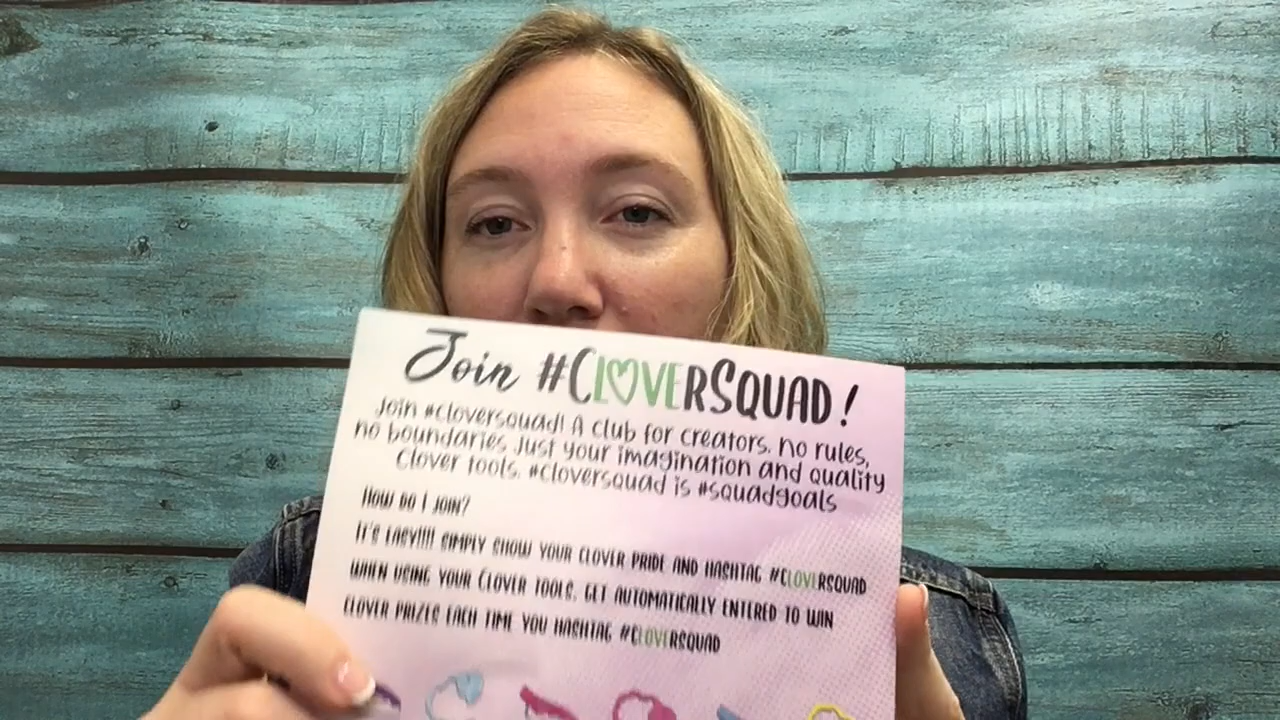 Join #CLOVERSQUAD!
Join #cloversquad! A club for creators. no rules,
no boundaries. Just your imagination and quality
Clover tools. #cloversquad is #squadgoals
How do I join?
It's easy!!!! Simply show your clover pride and hashtag #CLOVERSQUAD
when using your Clover tools, get automatically entered to win
Clover prizes each time you hashtag #CLOVERSQUAD